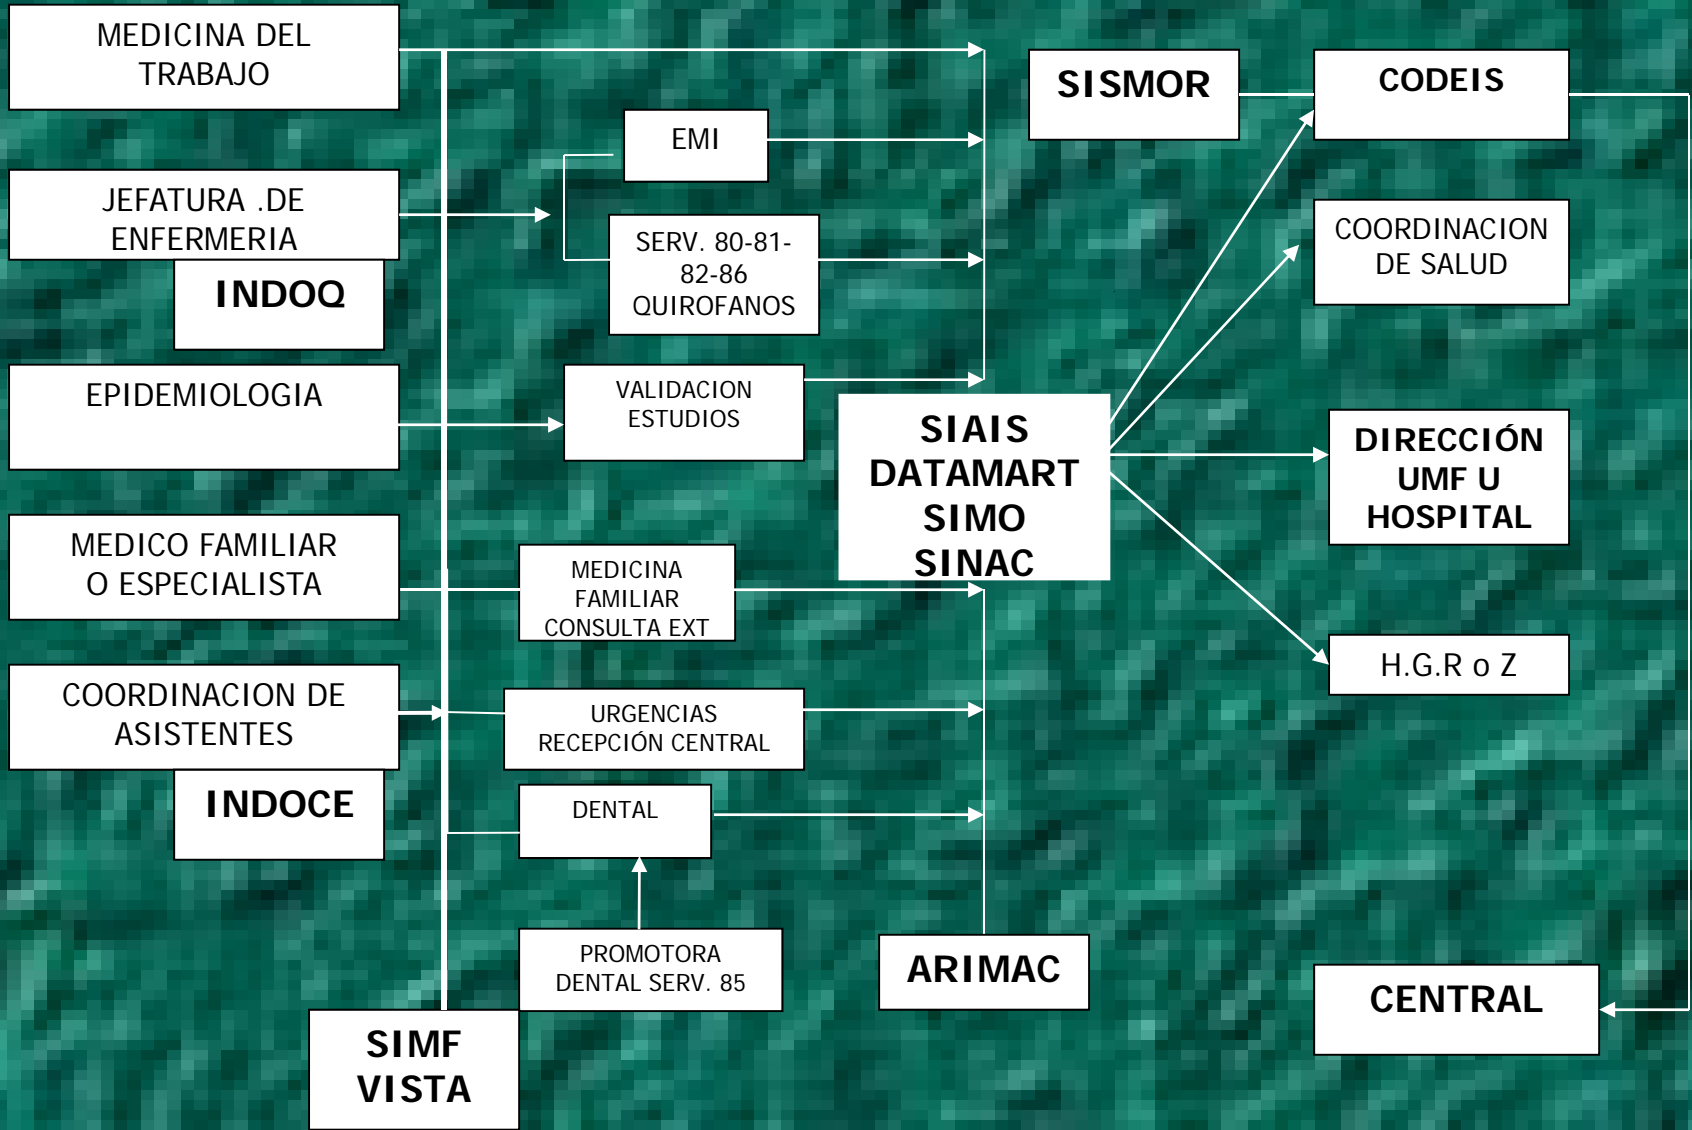 MEDICINA DEL
TRABAJO
JEFATURA .DE
ENFERMERIA
INDOQ
EPIDEMIOLOGIA
MEDICO FAMILIAR
O ESPECIALISTA
COORDINACION DE
ASISTENTES
INDOCE
SIMF
VISTA
EMI
SERV. 80-81-
82-86
QUIROFANOS
VALIDACION
ESTUDIOS
MEDICINA
FAMILIAR
CONSULTA EXT
URGENCIAS
RECEPCIÓN CENTRAL
DENTAL
PROMOTORA
DENTAL SERV. 85
SIAIS
DATAMART
SIMO
SINAC
ARIMAC
SISMOR
CODEIS
COORDINACION
DE SALUD
DIRECCIÓN
UMF U
HOSPITAL
H.G.R o Z
CENTRAL